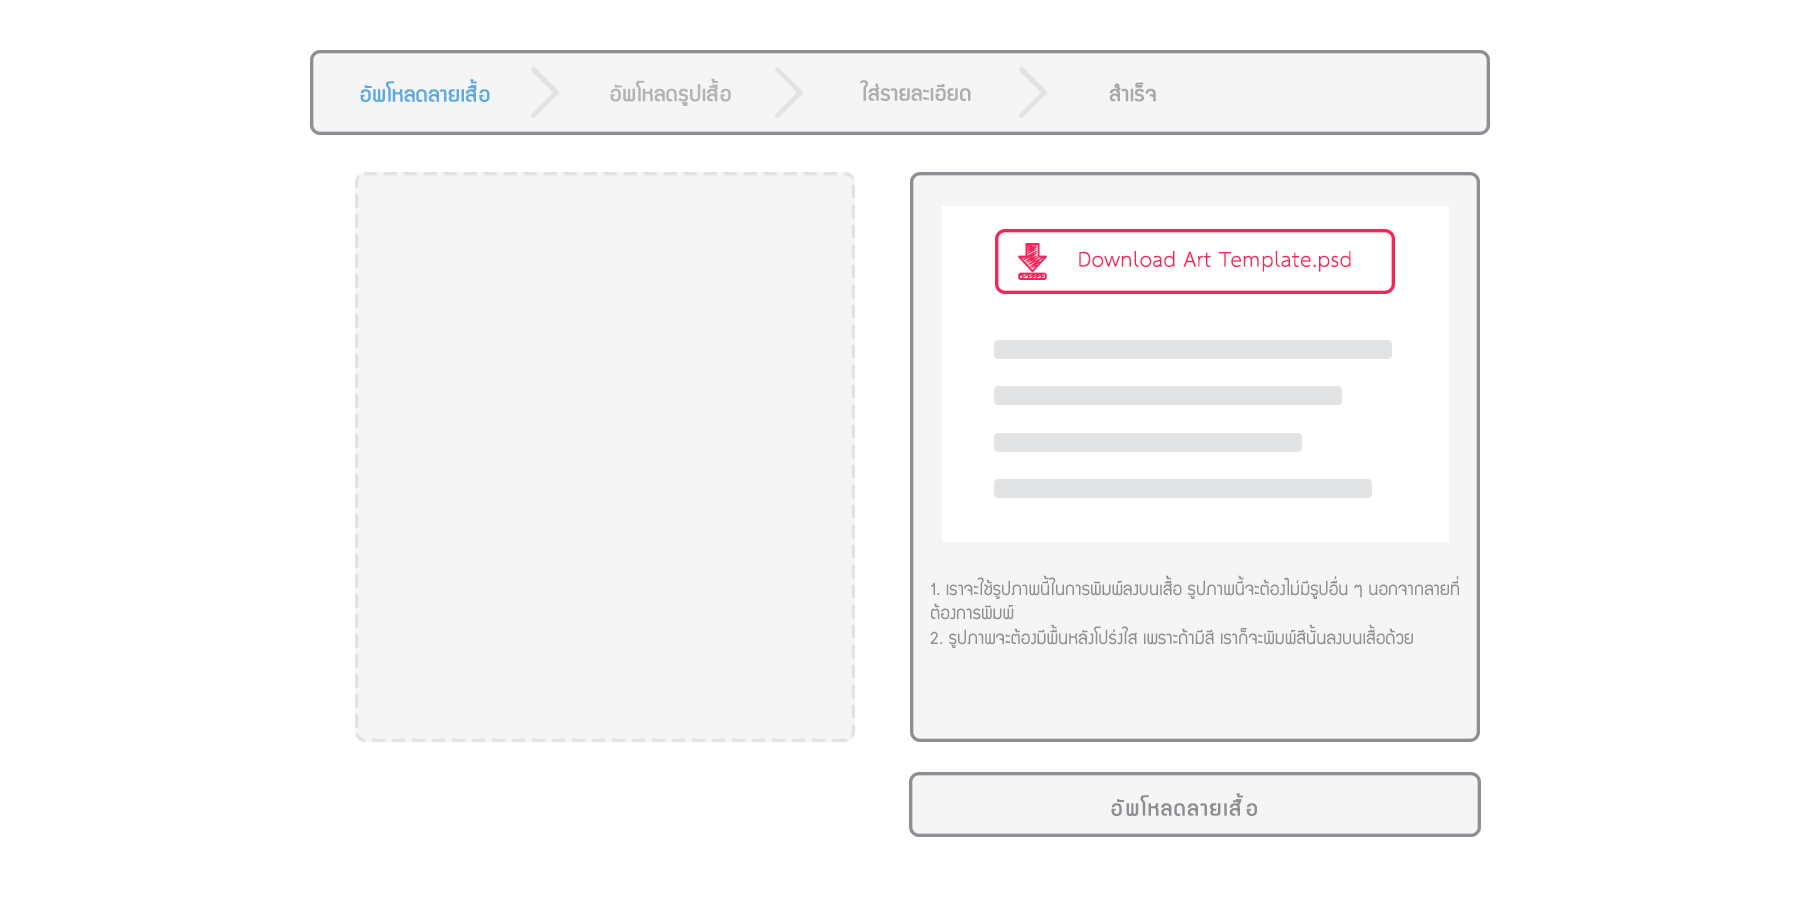 อัพโหลดลายเสื้อ
อัพโหลดรูปเสื้อ
ใส่รายละเอียด
สำเร็จ
Download Art Template.psd
1. เราจะใช้รูปภาพนี้ในการพิมพ์ลงบนเสื้อ รูปภาพนี้จะต้องไม่มีรูปอื่น ๆ นอกจากลายที่
ต้องการพิมพ์
2. รูปภาพจะต้องมีพื้นหลังโปร่งใส เพราะถ้ามีสี เราก็จะพิมพ์สีนั้นลงบนเสื้อด้วย
อัพโหลดลายเสื้อ